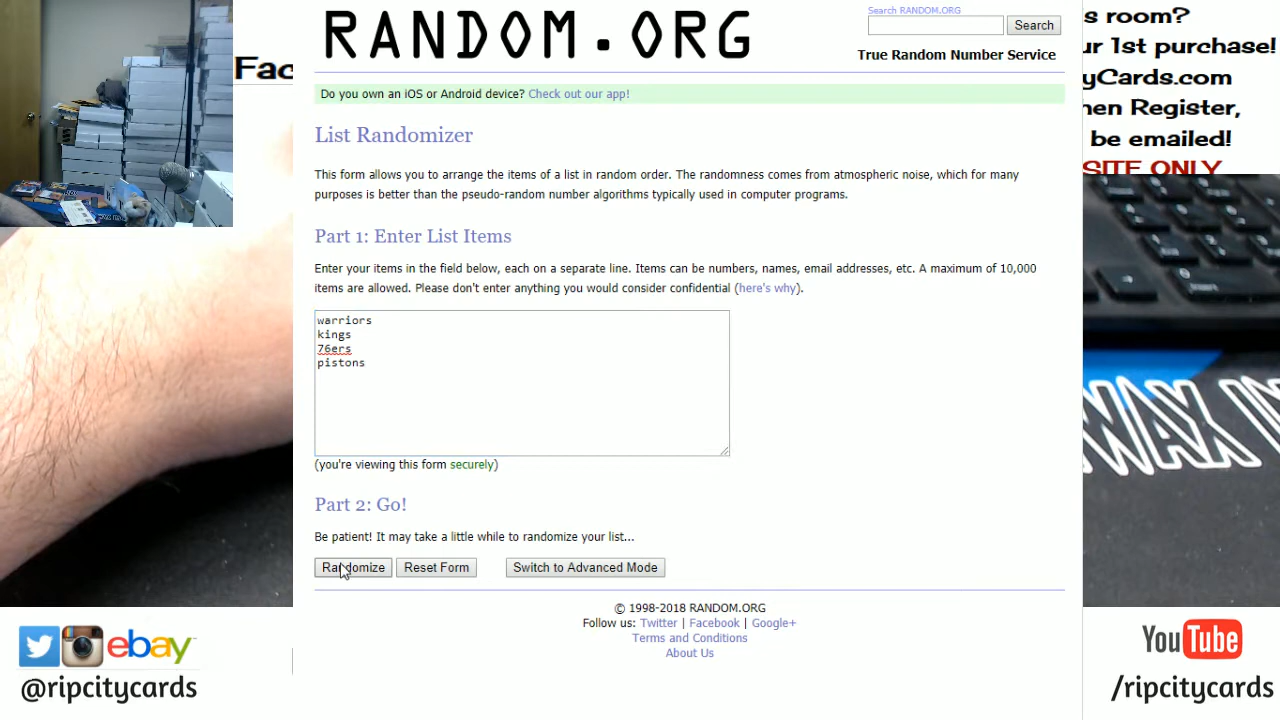 RANDOM.ORG
Search RANDOM.ORG
Search
True Random Number Service
Do you own an iOS or Android device? Check out our app!
List Randomizer
This form allows you to arrange the items of a list in random order. The randomness comes from atmospheric noise, which for many
purposes is better than the pseudo-random number algorithms typically used in computer programs.
Part 1: Enter List Items
Enter your items in the field below, each on a separate line. Items can be numbers, names, email addresses, etc. A maximum of 10,000
items are allowed. Please don't enter anything you would consider confidential (here's why).
warriors
kings
76ers
pistons
(you're viewing this form securely)
Part 2: Go!
Be patient! It may take a little while to randomize your list...
Randomize Reset Form Switch to Advanced Mode
© 1998-2018 RANDOM.ORG
Follow us: Twitter | Facebook | Google+
Terms and Conditions
About Us
Fac
s room?
ur 1st purchase!
yCards.com
hen Register,
be emailed!
SITE ONLY
WAX
ebay
@ripcitycards
YouTube
/ripcitycards